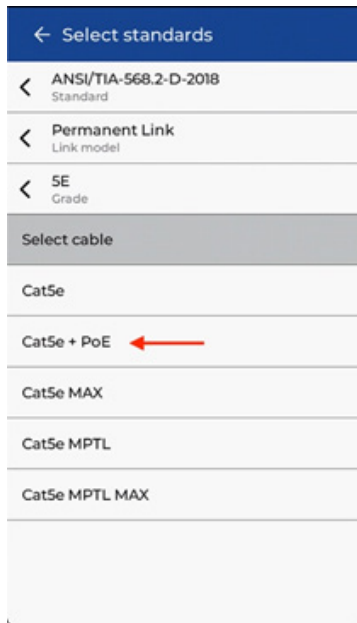 Select standards
ANSI/TIA-568.2-D-2018
Standard
Permanent Link
Link model
5E
Grade
Select cable
Cat5e
Cat5e + PoE
Cat5e MAX
Cat5e MPTL
Cat5e MPTL MAX